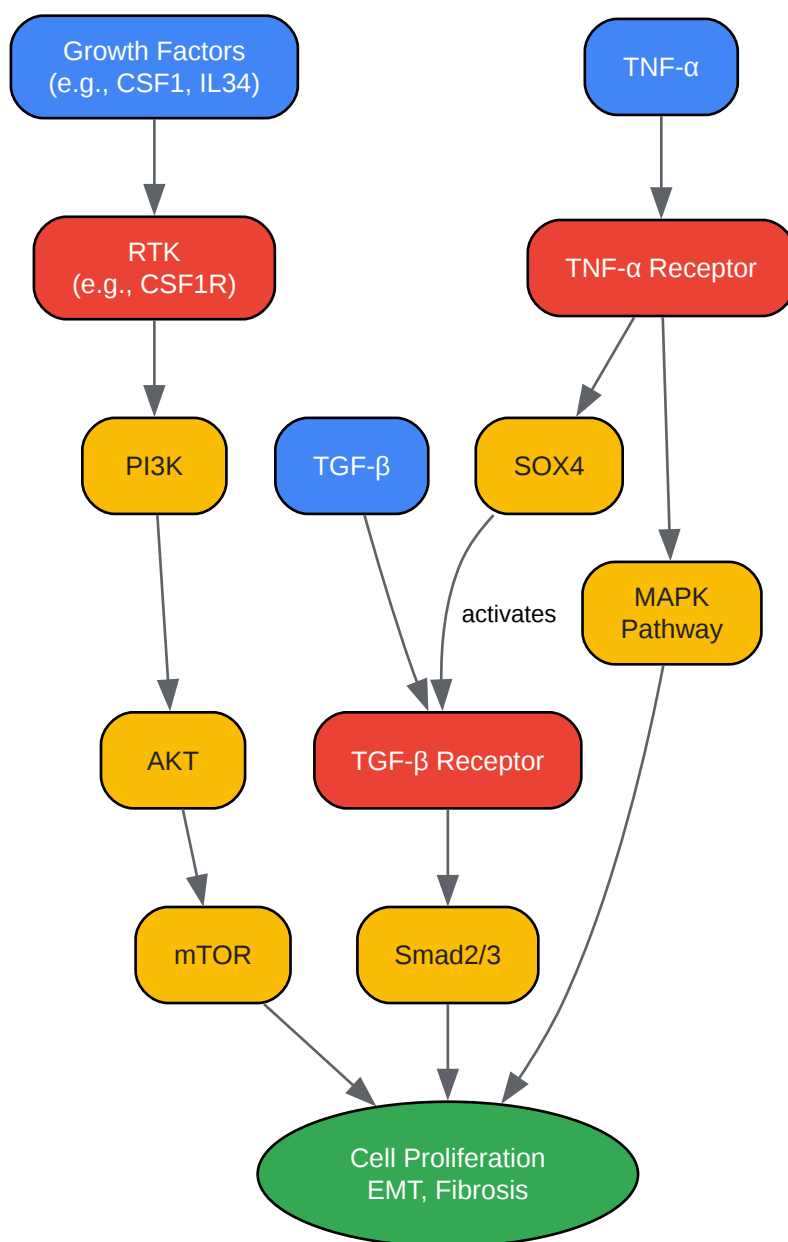 Growth Factors
(e.g., CSF1, IL34)
TNF-α
RTK
(e.g., CSF1R)
TNF-α Receptor
PI3K
TGF-β
SOX4
activates
MAPK
Pathway
AKT
TGF-β Receptor
mTOR
Smad2/3
Cell Proliferation
EMT, Fibrosis